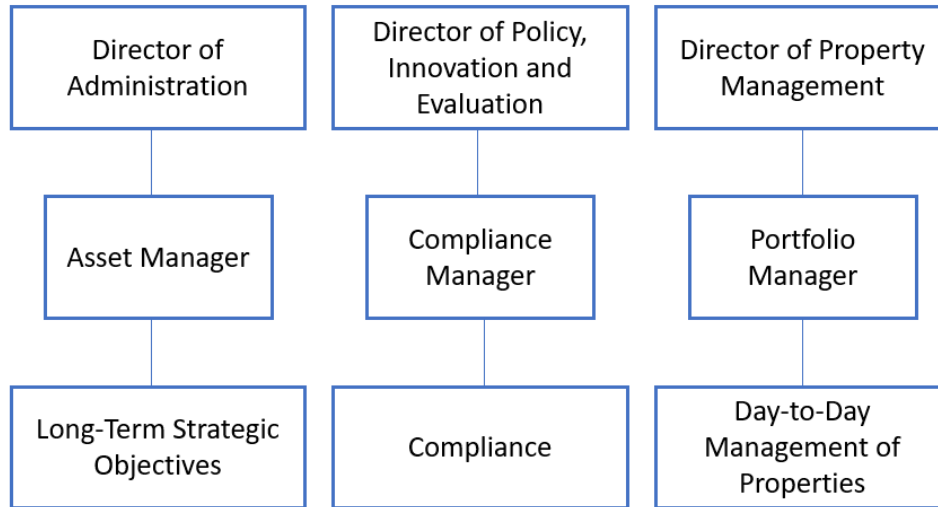 Director of
Administration
Director of Policy,
Innovation and
Evaluation
Director of Property
Management
Asset Manager
Compliance
Manager
Portfolio
Manager
Long-Term Strategic
Objectives
Compliance
Day-to-Day
Management of
Properties